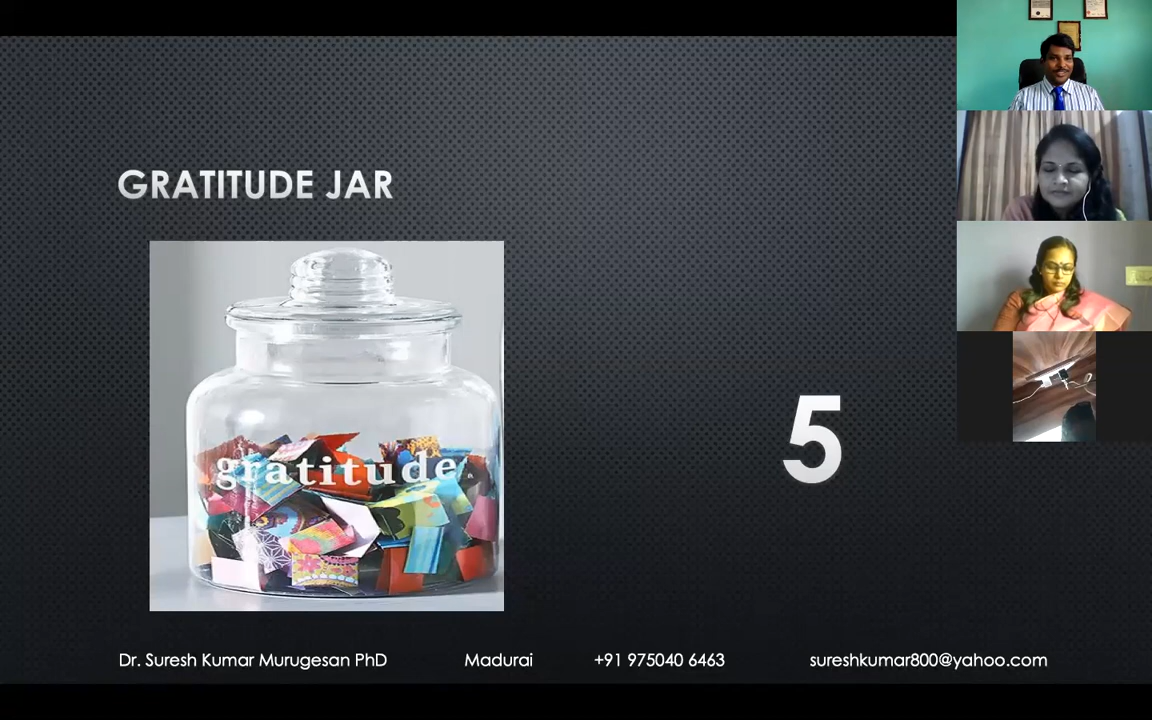 GRATITUDE JAR
gratitude
5
Dr. Suresh Kumar Murugesan PhD Madurai +91 975040 6463 sureshkumar800@yahoo.com